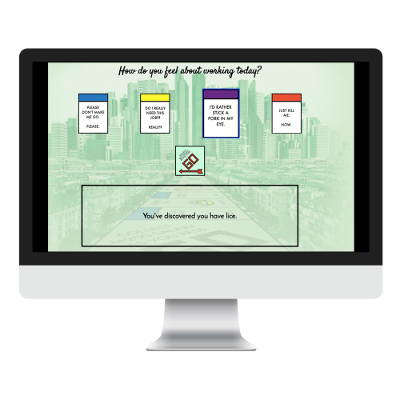 How do you feel about working today?
PLEASE
DON'T MAKE
ME GO.
PLEASE.
DO I REALLY
NEED THIS
JOB?!
REALLY?
I'D RATHER
STICK A
FORK IN MY
EYE.
JUST KILL
ME.
NOW.
GO
You've discovered you have lice.